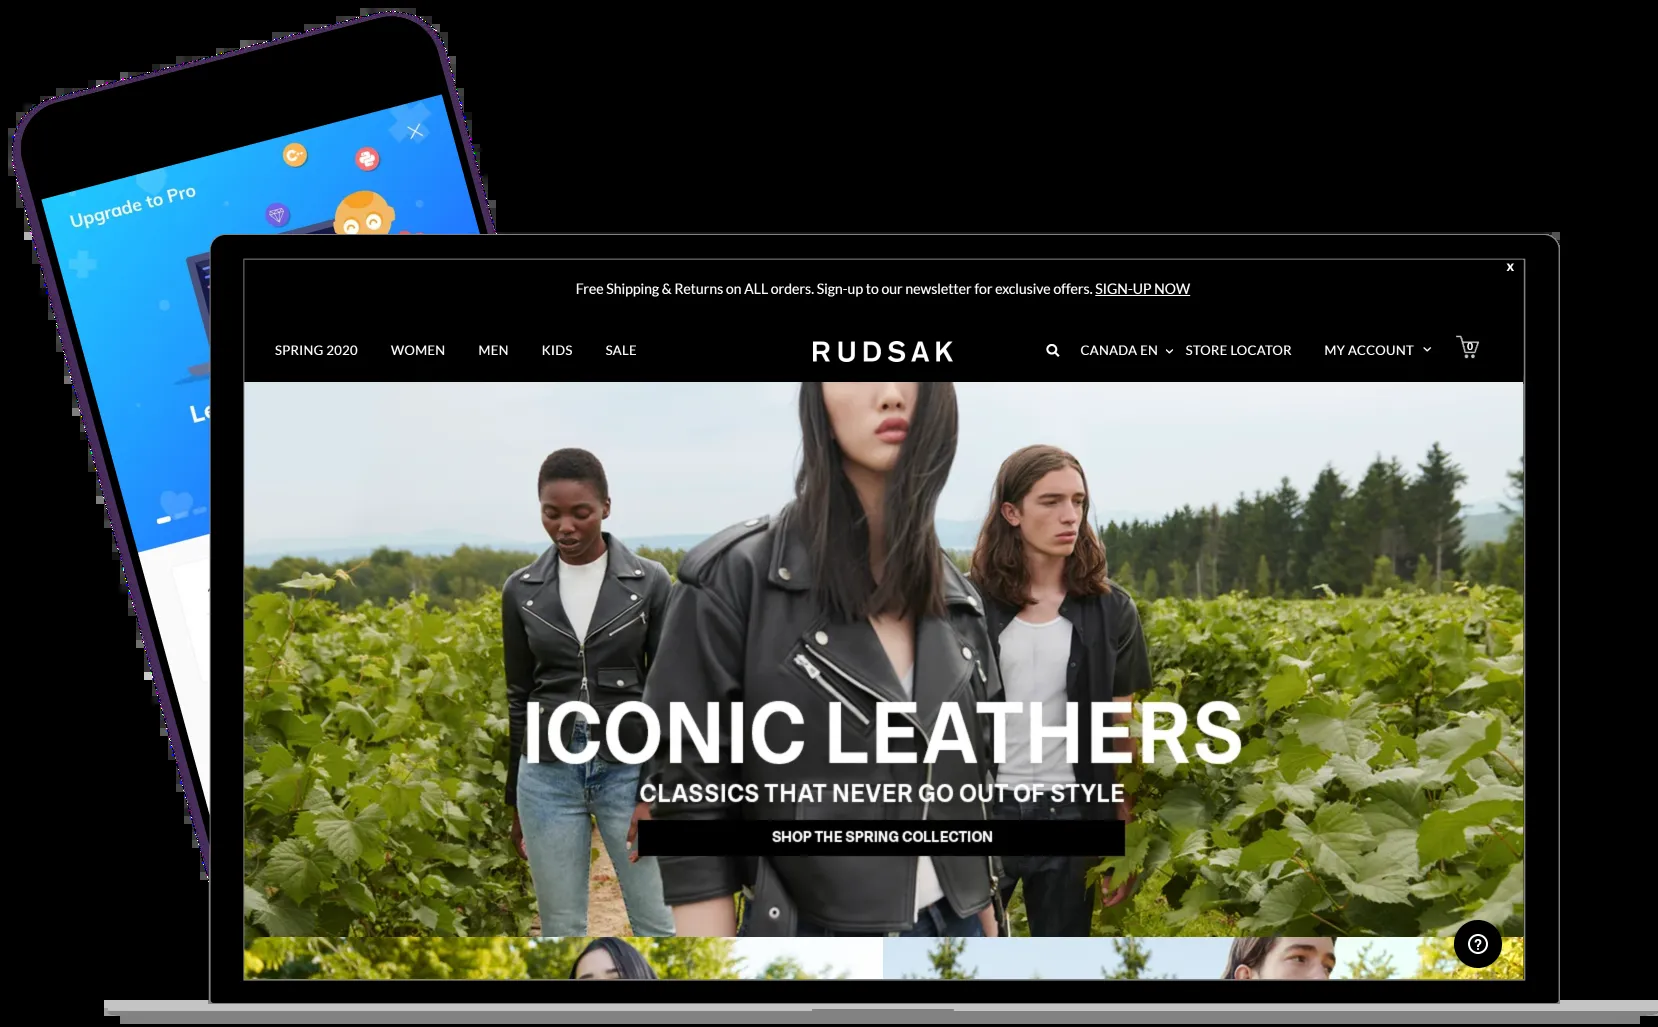 Upgrade to Pro
x
Free Shipping & Returns on ALL orders. Sign-up to our newsletter for exclusive offers. SIGN-UP NOW
SPRING 2020 WOMEN MEN KIDS SALE RUDSAK CANADA EN STORE LOCATOR MY ACCOUNT 0
ICONIC LEATHERS
CLASSICS THAT NEVER GO OUT OF STYLE
SHOP THE SPRING COLLECTION
?